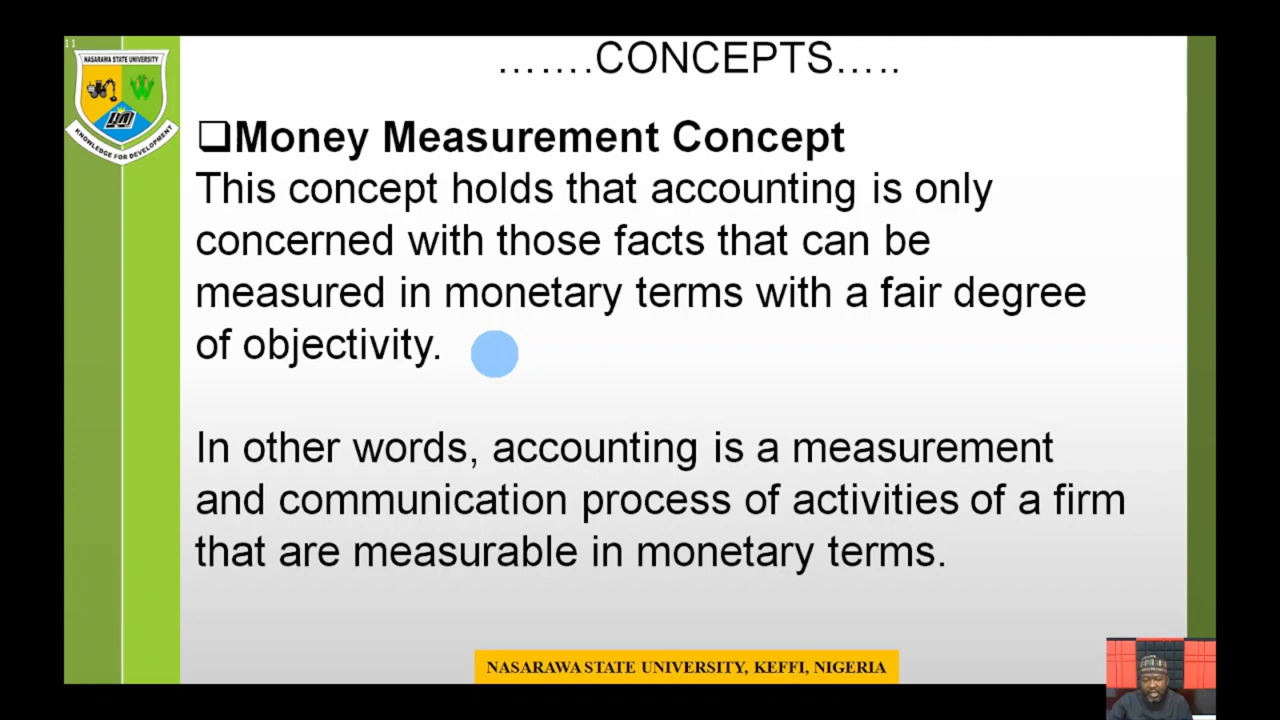 11
NASARAWA STATE UNIVERSITY
KNOWLEDGE FOR DEVELOPMENT
…….CONCEPTS…..
❑Money Measurement Concept
This concept holds that accounting is only
concerned with those facts that can be
measured in monetary terms with a fair degree
of objectivity.
In other words, accounting is a measurement
and communication process of activities of a firm
that are measurable in monetary terms.
NASARAWA STATE UNIVERSITY, KEFFI, NIGERIA